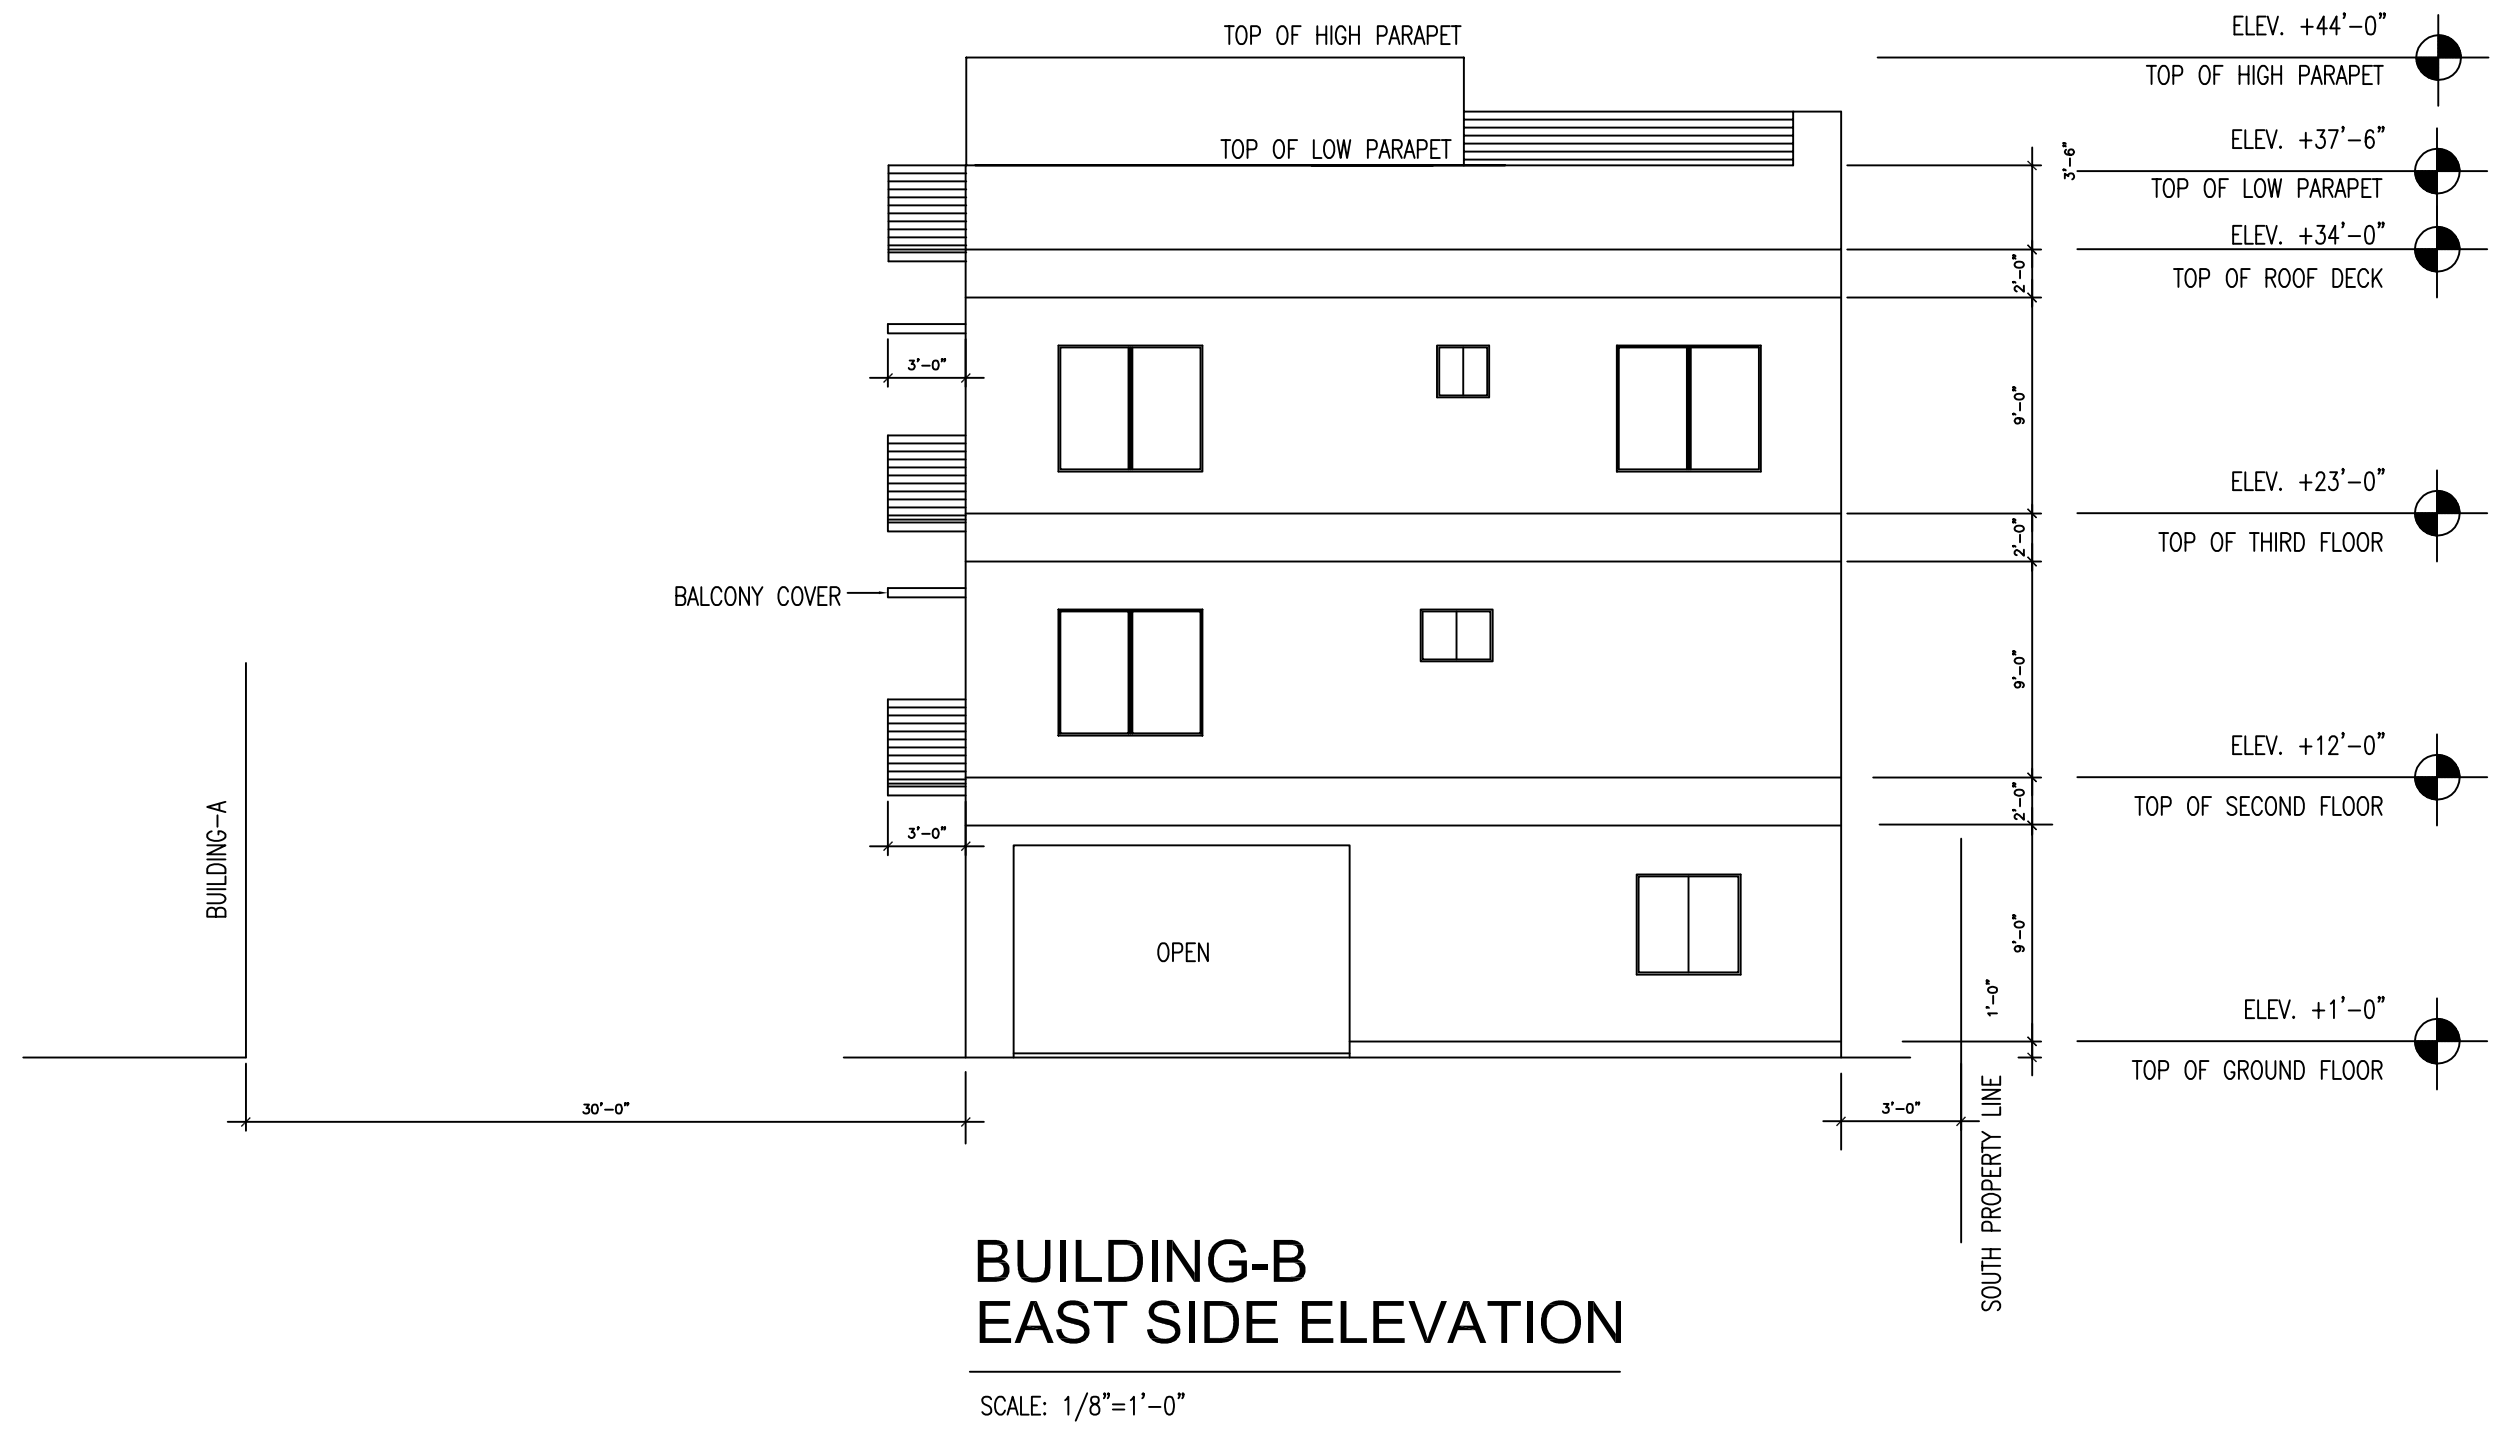 TOP OF HIGH PARAPET
ELEV. +44'-0"
TOP OF HIGH PARAPET
TOP OF LOW PARAPET
ELEV. +37'-6"
3'-6"
TOP OF LOW PARAPET
ELEV. +34'-0"
2'-0"
TOP OF ROOF DECK
3'-0"
9'-0"
ELEV. +23'-0"
2'-0"
TOP OF THIRD FLOOR
BALCONY COVER
9'-0"
ELEV. +12'-0"
2'-0"
TOP OF SECOND FLOOR
3'-0"
BUILDING-A
OPEN
9'-0"
1'-0"
ELEV. +1'-0"
TOP OF GROUND FLOOR
30'-0"
3'-0"
SOUTH PROPERTY LINE
BUILDING-B
EAST SIDE ELEVATION
SCALE: 1/8"=1'-0"